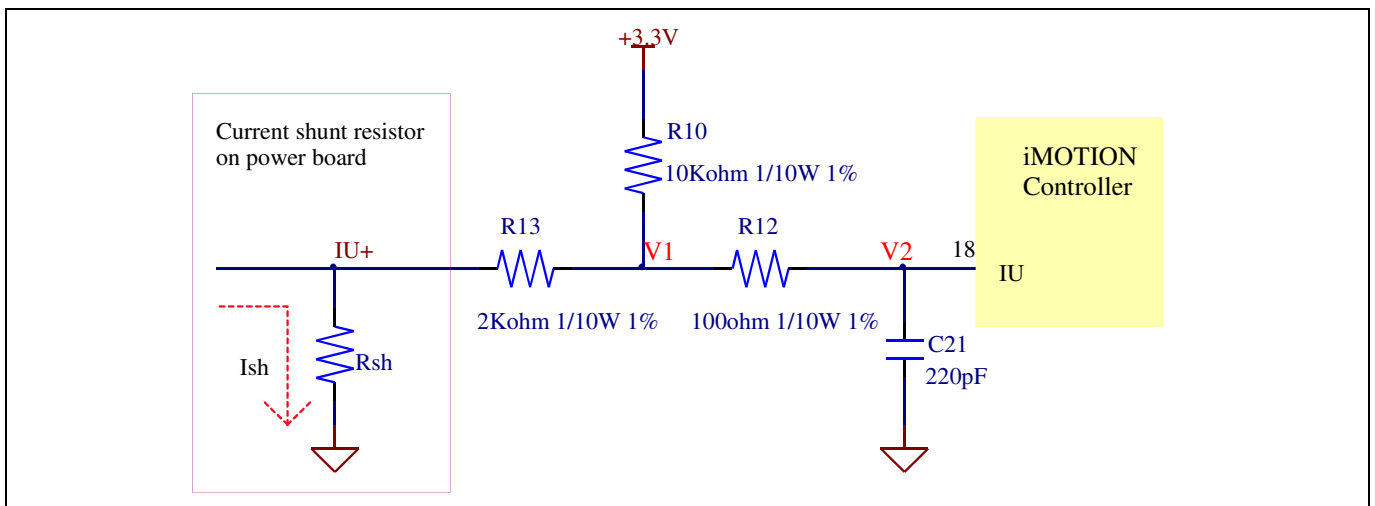 +3.3V
Current shunt resistor
on power board
R10
10Kohm 1/10W 1%
iMOTION
Controller
R13
R12
IU+
V1
V2
18
IU
2Kohm 1/10W 1%
100ohm 1/10W 1%
Ish
Rsh
C21
220pF